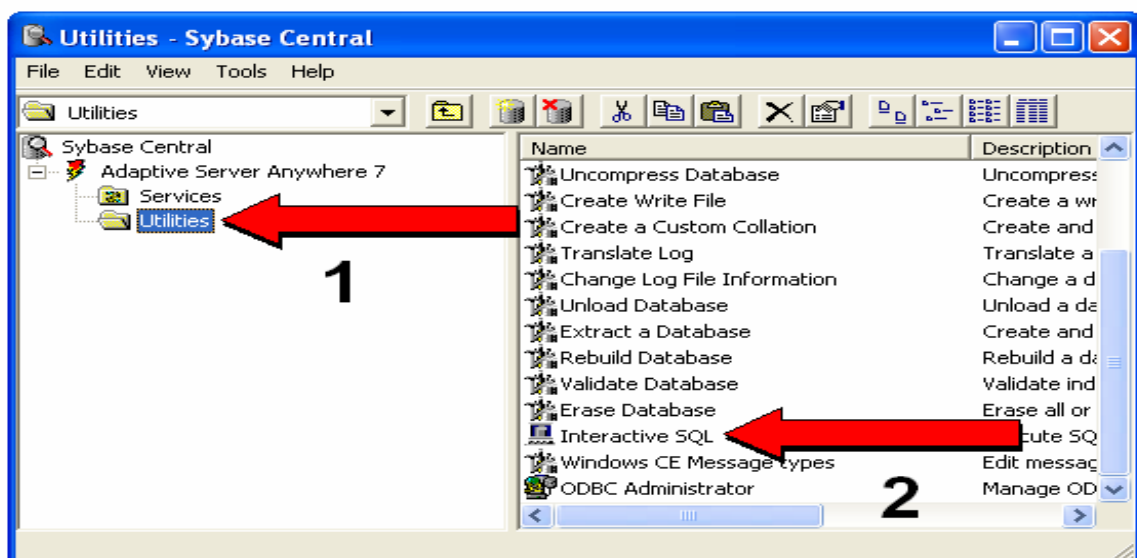 Utilities - Sybase Central
File Edit View Tools Help
Utilities
Sybase Central
Adaptive Server Anywhere 7
Services
Utilities
1
Name Description
Uncompress Database Uncompress
Create Write File Create a wr
Create a Custom Collation Create and
Translate Log Translate a
Change Log File Information Change a d
Unload Database Unload a da
Extract a Database Create and
Rebuild Database Rebuild a da
Validate Database Validate ind
Erase Database Erase all or
Interactive SQL cute SQ
Windows CE Message types Edit messag
ODBC Administrator Manage OD
2